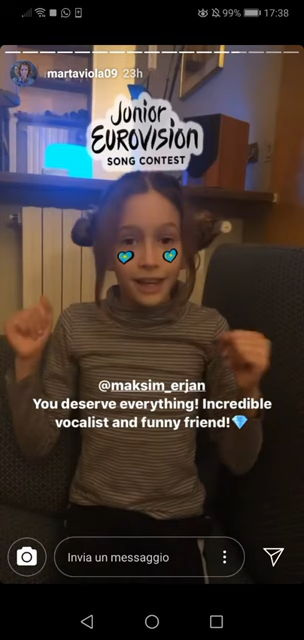 99% 17:38
martaviola09 23h
Junior
EUROVISION
SONG CONTEST
@maksim_erjan
You deserve everything! Incredible
vocalist and funny friend!
Invia un messaggio